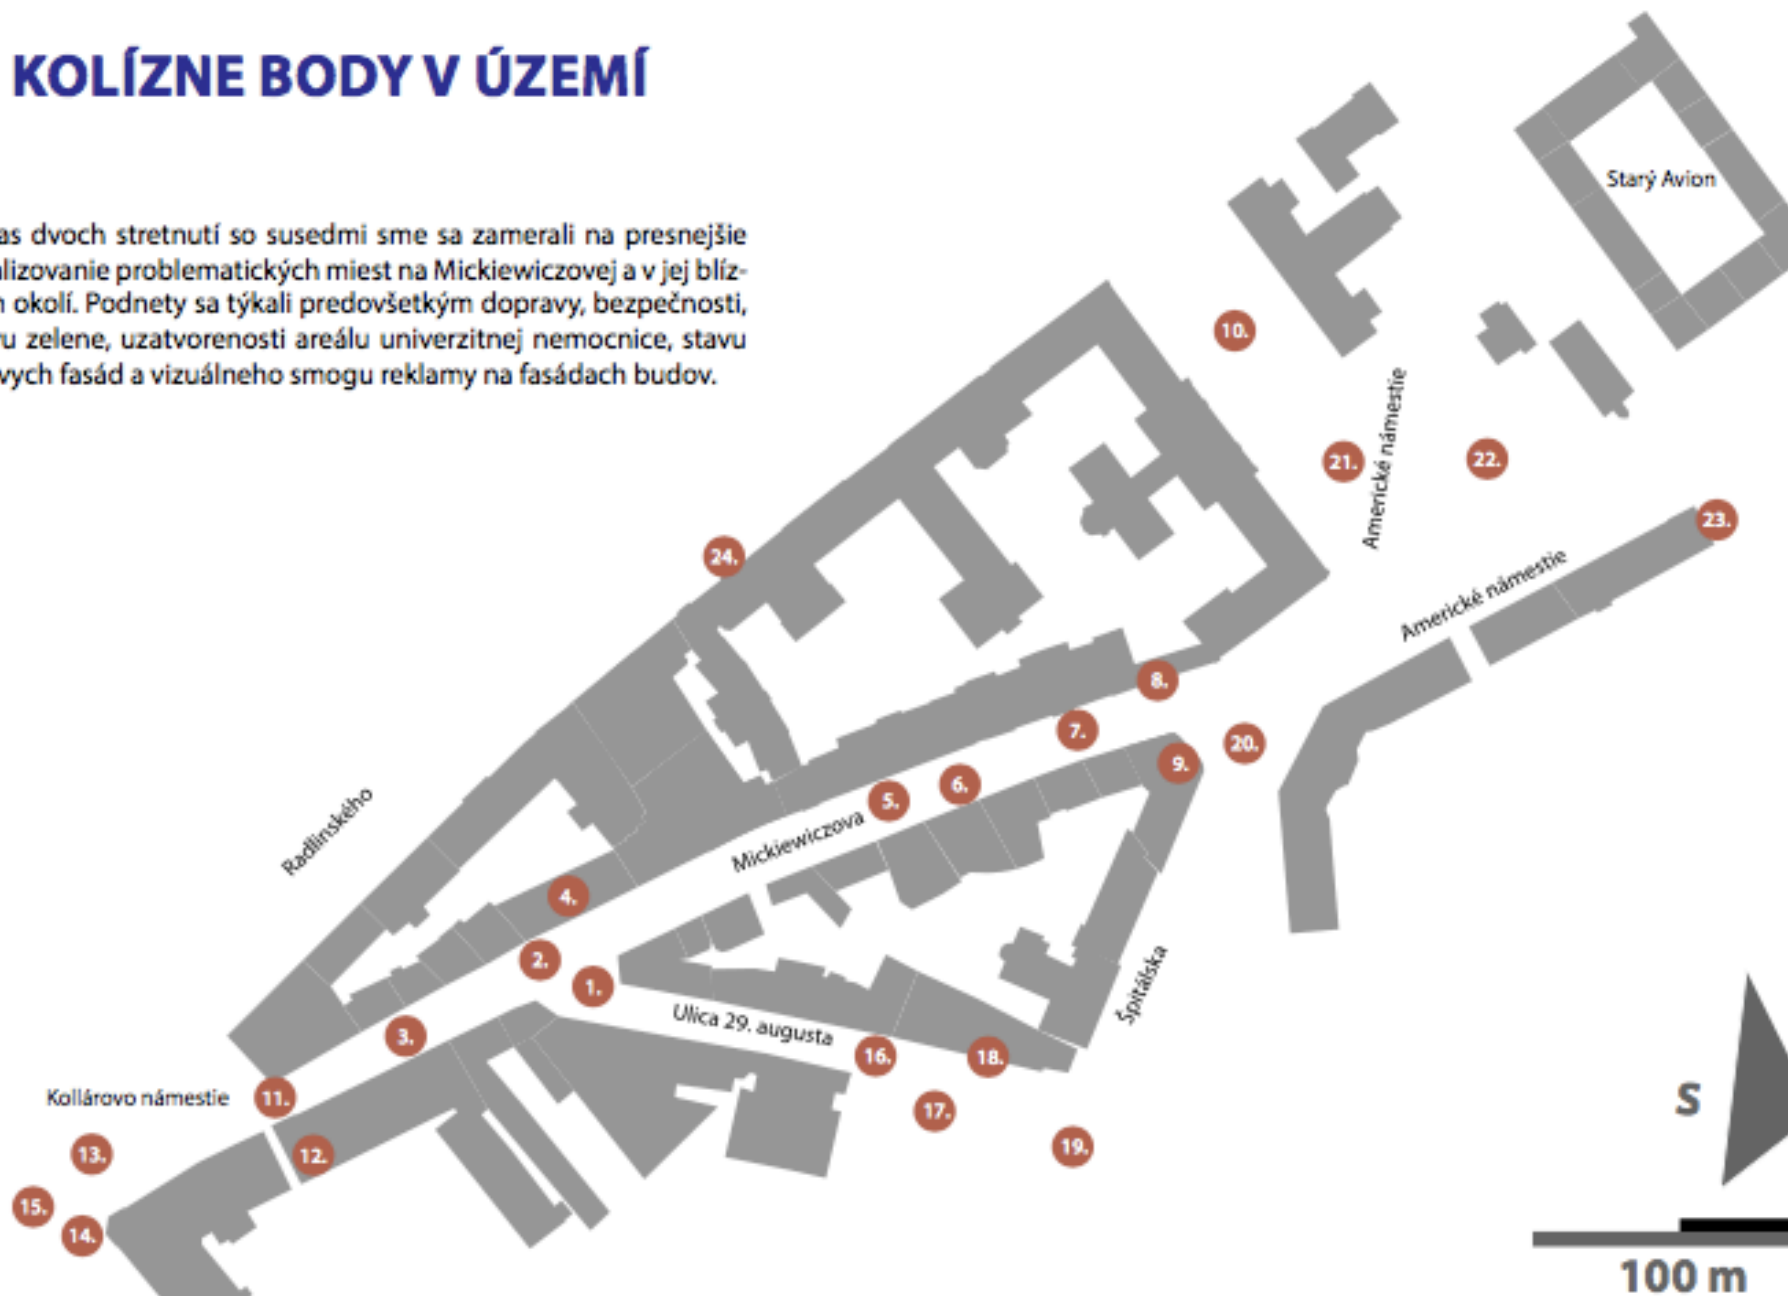 KOLÍZNE BODY V ÚZEMÍ
as dvoch stretnutí so susedmi sme sa zamerali na presnejšie
alizovanie problematických miest na Mickiewiczovej a v jej blíz-
okolí. Podnety sa týkali predovšetkým dopravy, bezpečnosti,
zelene, uzatvorenosti areálu univerzitnej nemocnice, stavu
vych fasád a vizuálneho smogu reklamy na fasádach budov.
Starý Avion
10.
Americké námestie
21.
22.
23.
24.
Americké námestie
8.
7.
20.
9.
6.
5.
Radlinského
Mickiewiczova
4.
2.
1.
Špitálska
Ulica 29. augusta
3.
16.
18.
Kollárovo námestie
11.
17.
S
19.
13.
12.
15.
14.
100 m